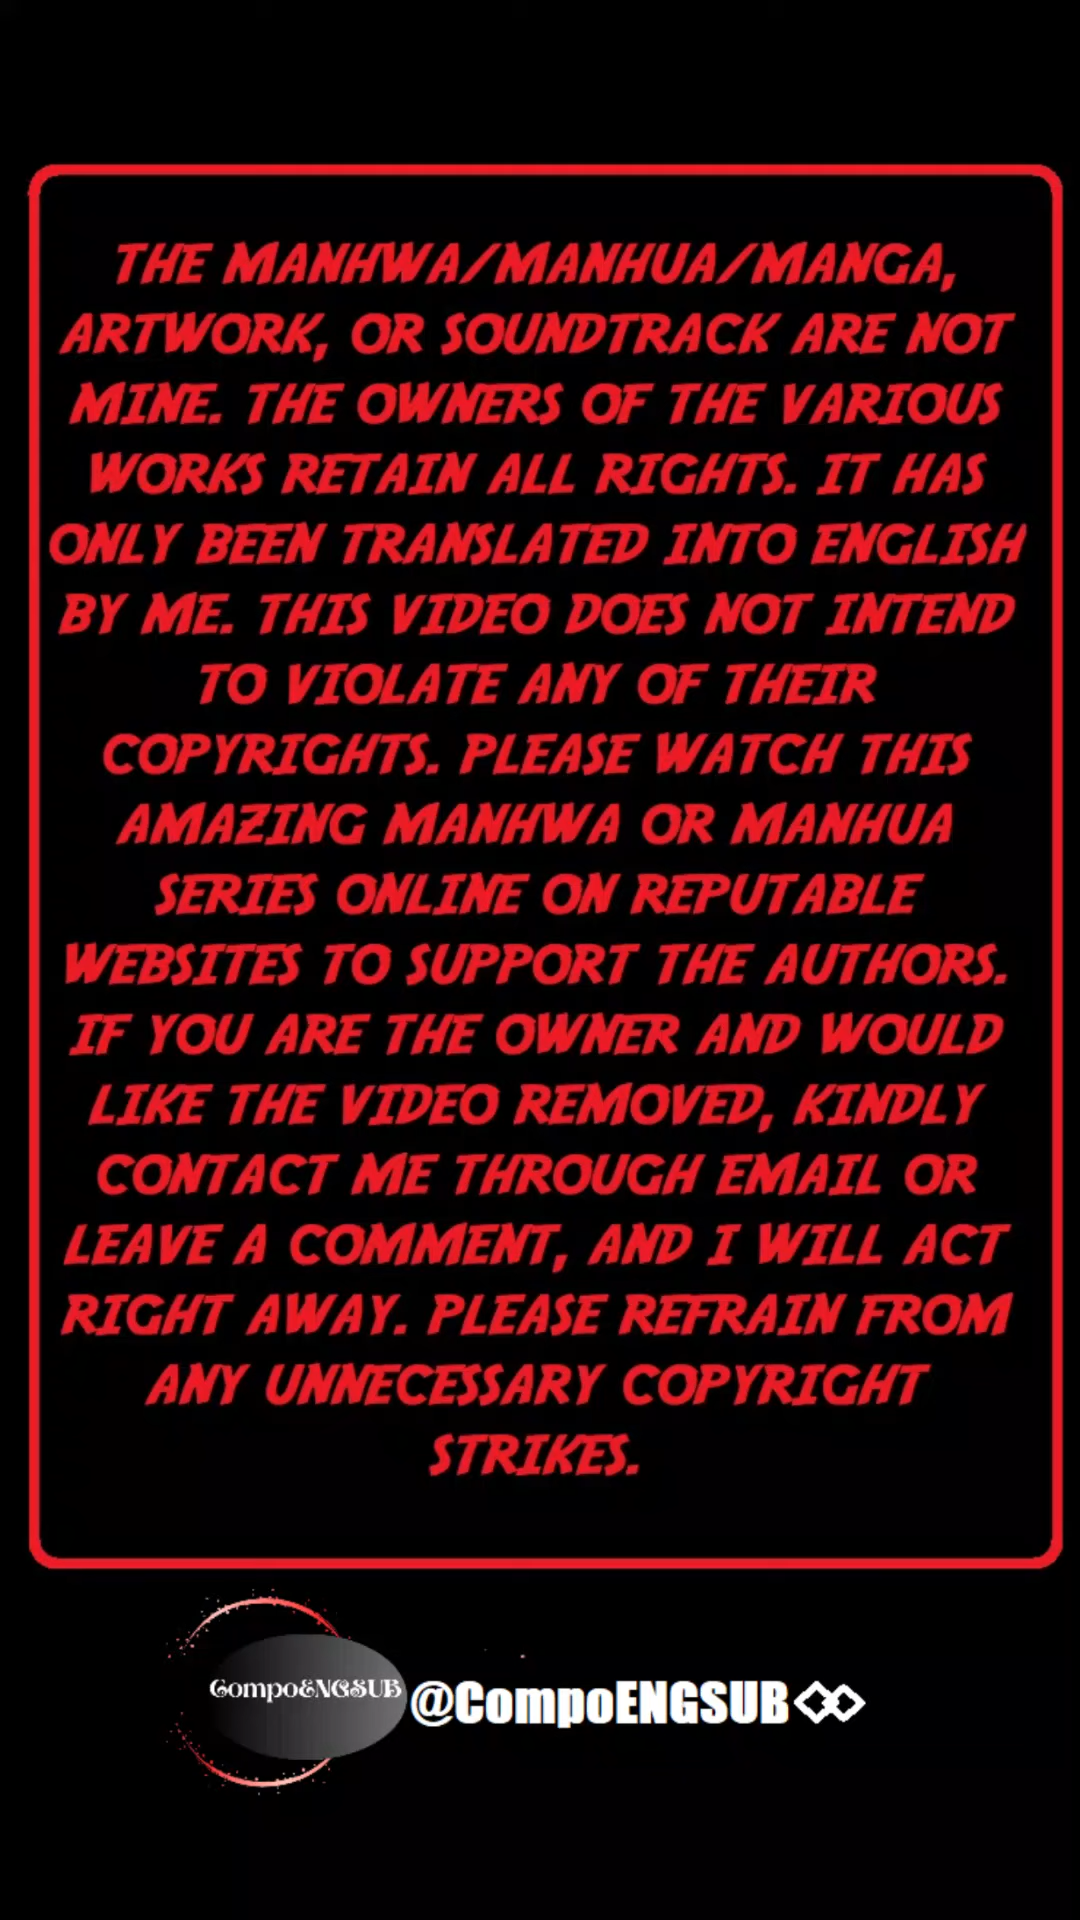 THE MANHWA/MANHUA/MANGA,
ARTWORK, OR SOUNDTRACK ARE NOT
MINE. THE OWNERS OF THE VARIOUS
WORKS RETAIN ALL RIGHTS. IT HAS
ONLY BEEN TRANSLATED INTO ENGLISH
BY ME. THIS VIDEO DOES NOT INTEND
TO VIOLATE ANY OF THEIR
COPYRIGHTS. PLEASE WATCH THIS
AMAZING MANHWA OR MANHUA
SERIES ONLINE ON REPUTABLE
WEBSITES TO SUPPORT THE AUTHORS.
IF YOU ARE THE OWNER AND WOULD
LIKE THE VIDEO REMOVED, KINDLY
CONTACT ME THROUGH EMAIL OR
LEAVE A COMMENT, AND I WILL ACT
RIGHT AWAY. PLEASE REFRAIN FROM
ANY UNNECESSARY COPYRIGHT
STRIKES.
CompoENGSUB
@CompoENGSUB